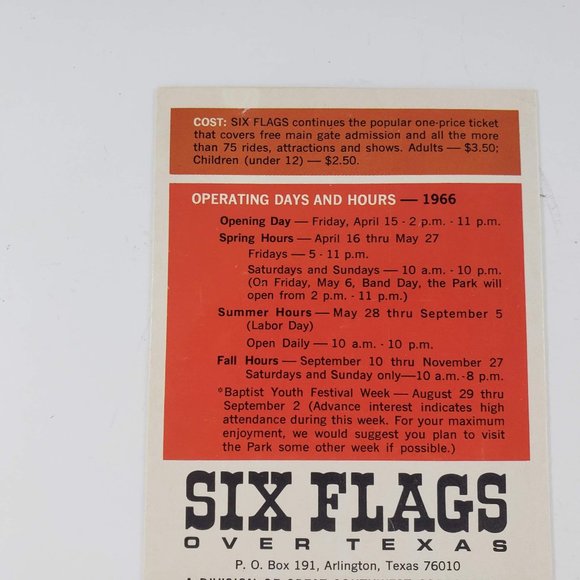 COST: SIX FLAGS continues the popular one-price ticket
that covers free main gate admission and all the more
than 75 rides, attractions and shows. Adults — $3.50;
Children (under 12) — $2.50.
OPERATING DAYS AND HOURS — 1966
Opening Day — Friday, April 15 - 2 p.m. - 11 p.m.
Spring Hours — April 16 thru May 27
Fridays — 5 - 11 p.m.
Saturdays and Sundays — 10 a.m. - 10 p.m.
(On Friday, May 6, Band Day, the Park will
open from 2 p.m. - 11 p.m.)
Summer Hours — May 28 thru September 5
(Labor Day)
Open Daily — 10 a.m. - 10 p.m.
Fall Hours — September 10 thru November 27
Saturdays and Sunday only—10 a.m.-8 p.m.
*Baptist Youth Festival Week — August 29 thru
September 2 (Advance interest indicates high
attendance during this week. For your maximum
enjoyment, we would suggest you plan to visit
the Park some other week if possible.)
SIX FLAGS
OVER TEXAS
P. O. Box 191, Arlington, Texas 76010